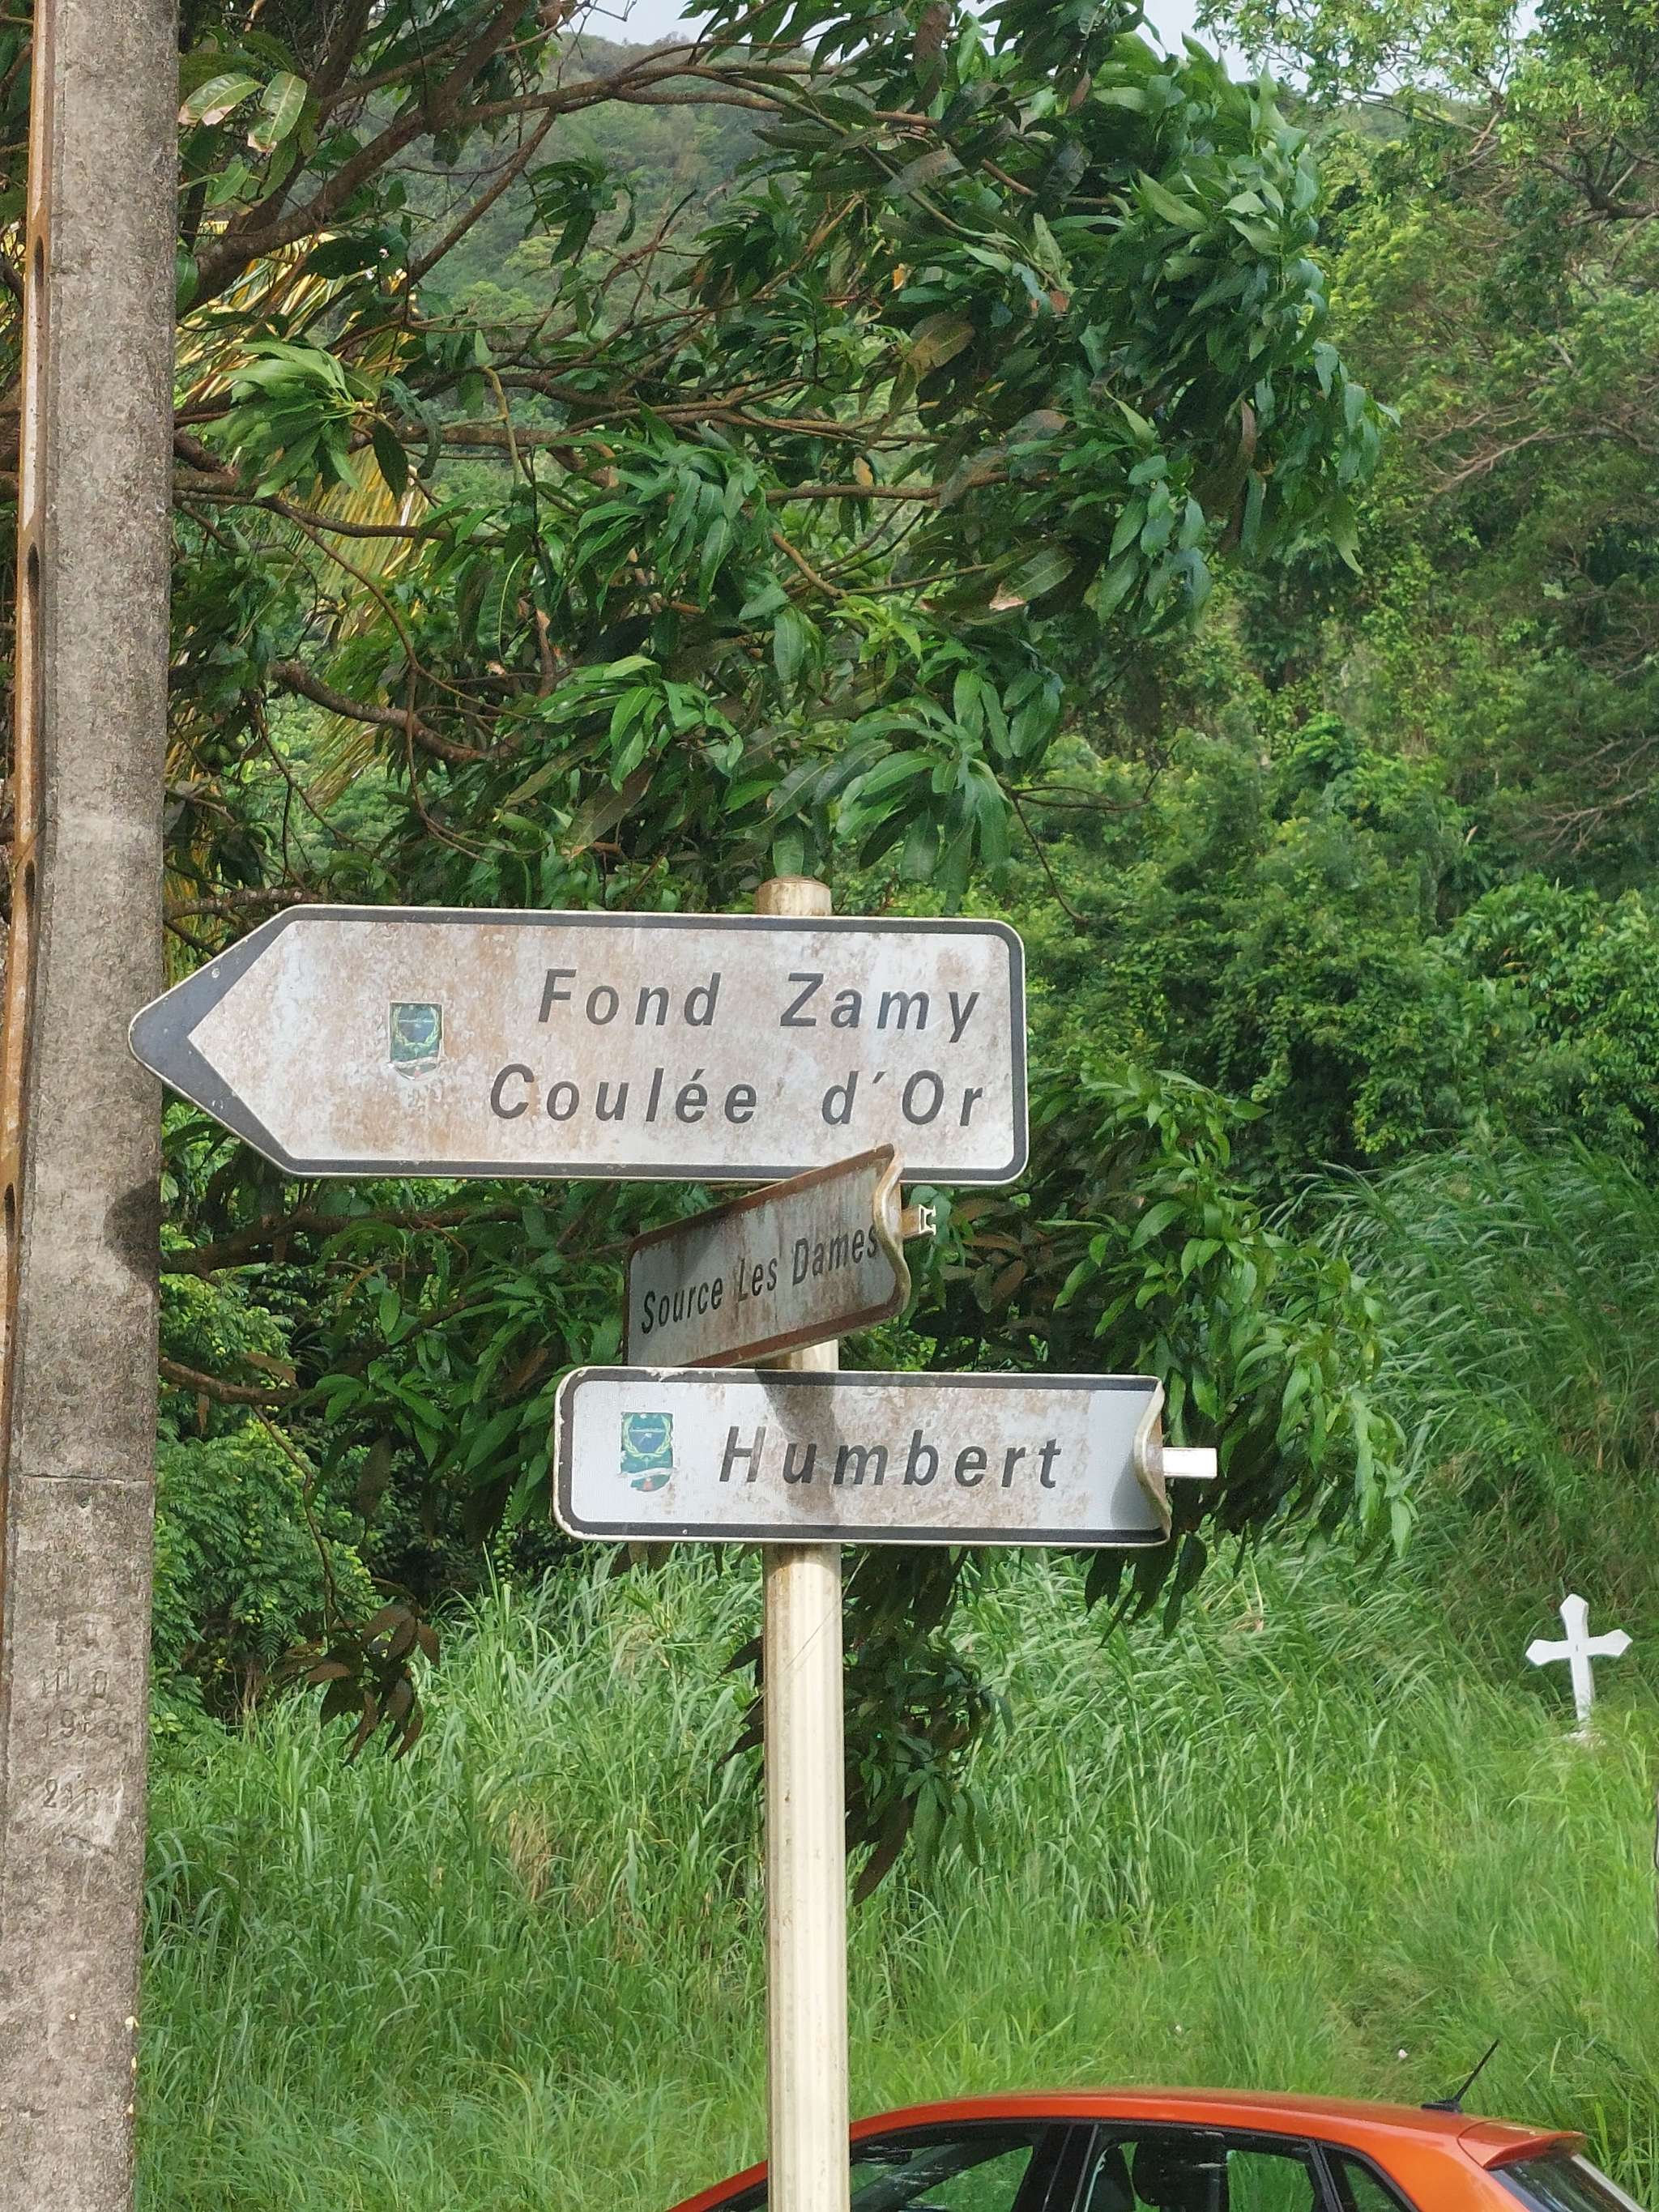 Fond Zamy
Coulée d'Or
Source Les Dames
Humbert